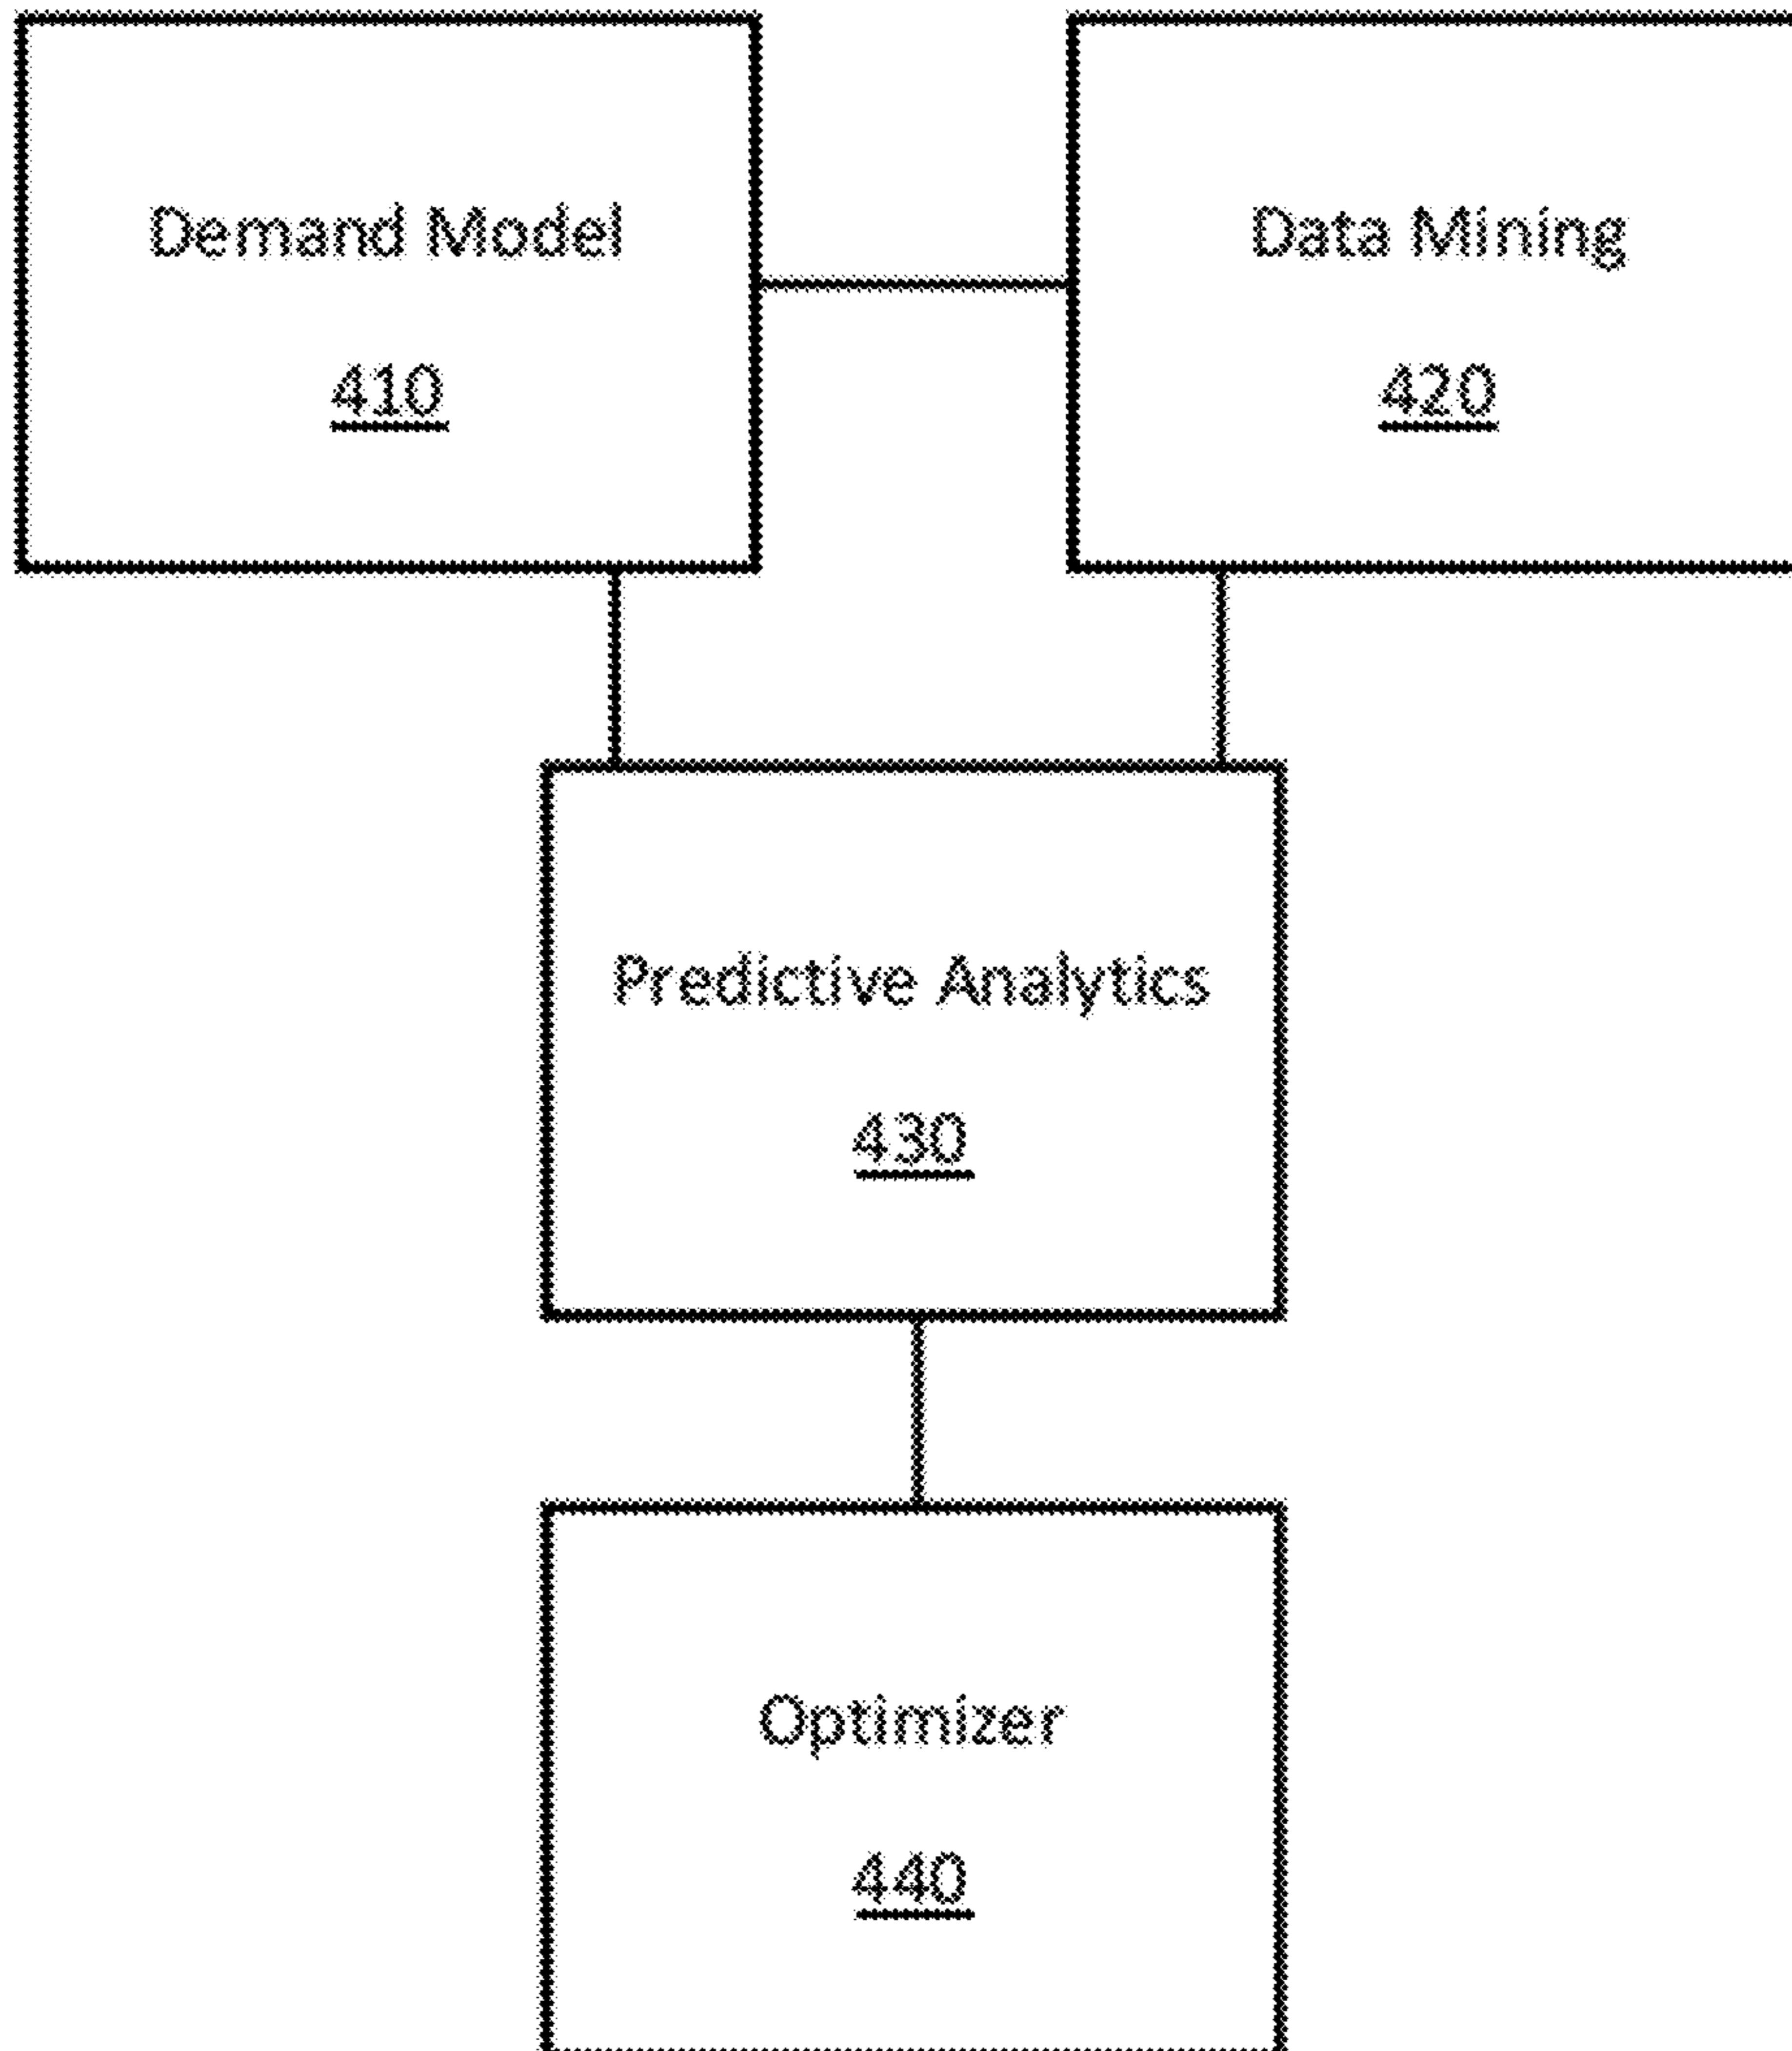 Demand Model
410
Data Mining
420
Predictive Analytics
430
Optimizer
440